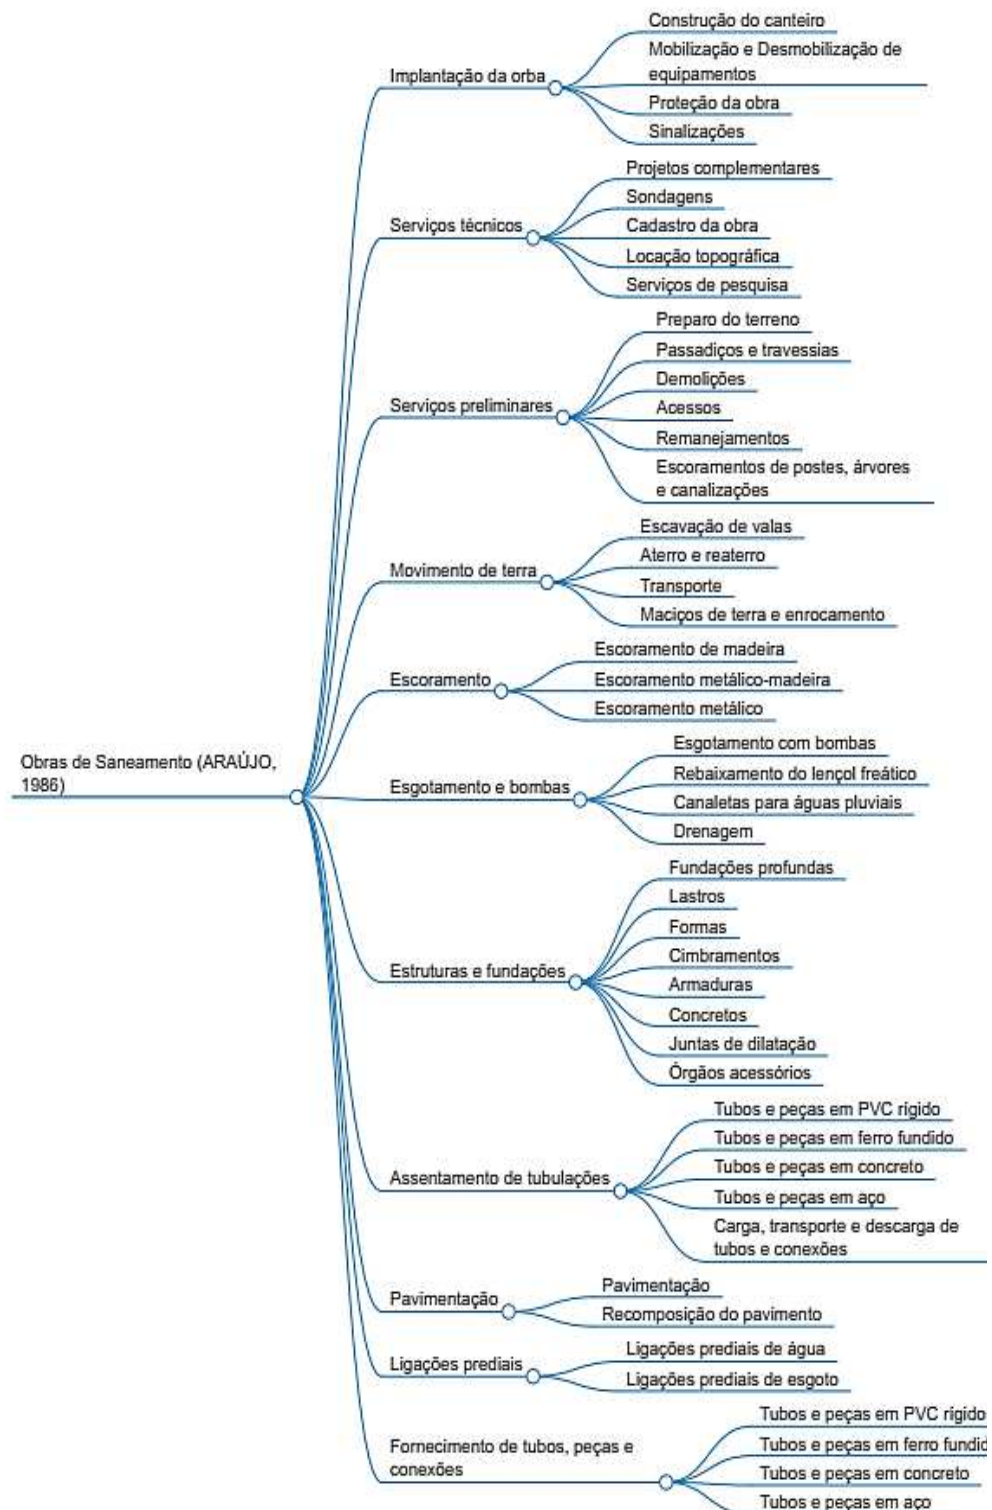 Construção do canteiro
Mobilização e Desmobilização de
equipamentos
Implantação da orba
Proteção da obra
Sinalizações
Projetos complementares
Sondagens
Serviços técnicos
Cadastro da obra
Locação topográfica
Serviços de pesquisa
Preparo do terreno
Passadiços e travessias
Demolições
Serviços preliminares
Acessos
Remanejamentos
Escoramentos de postes, árvores
e canalizações
Escavação de valas
Aterro e reaterro
Movimento de terra
Transporte
Maciços de terra e enrocamento
Escoramento de madeira
Escoramento
Escoramento metálico-madeira
Escoramento metálico
Obras de Saneamento (ARAÚJO,
1986)
Esgotamento com bombas
Rebaixamento do lençol freático
Esgotamento e bombas
Canaletas para águas pluviais
Drenagem
Fundações profundas
Lastros
Formas
Cimbramentos
Estruturas e fundações
Armaduras
Concretos
Juntas de dilatação
Órgãos acessórios
Tubos e peças em PVC rígido
Tubos e peças em ferro fundido
Tubos e peças em concreto
Assentamento de tubulações
Tubos e peças em aço
Carga, transporte e descarga de
tubos e conexões
Pavimentação
Pavimentação
Recomposição do pavimento
Ligações prediais
Ligações prediais de água
Ligações prediais de esgoto
Fornecimento de tubos, peças e
conexões
Tubos e peças em PVC rígido
Tubos e peças em ferro fundid
Tubos e peças em concreto
Tubos e peças em aço